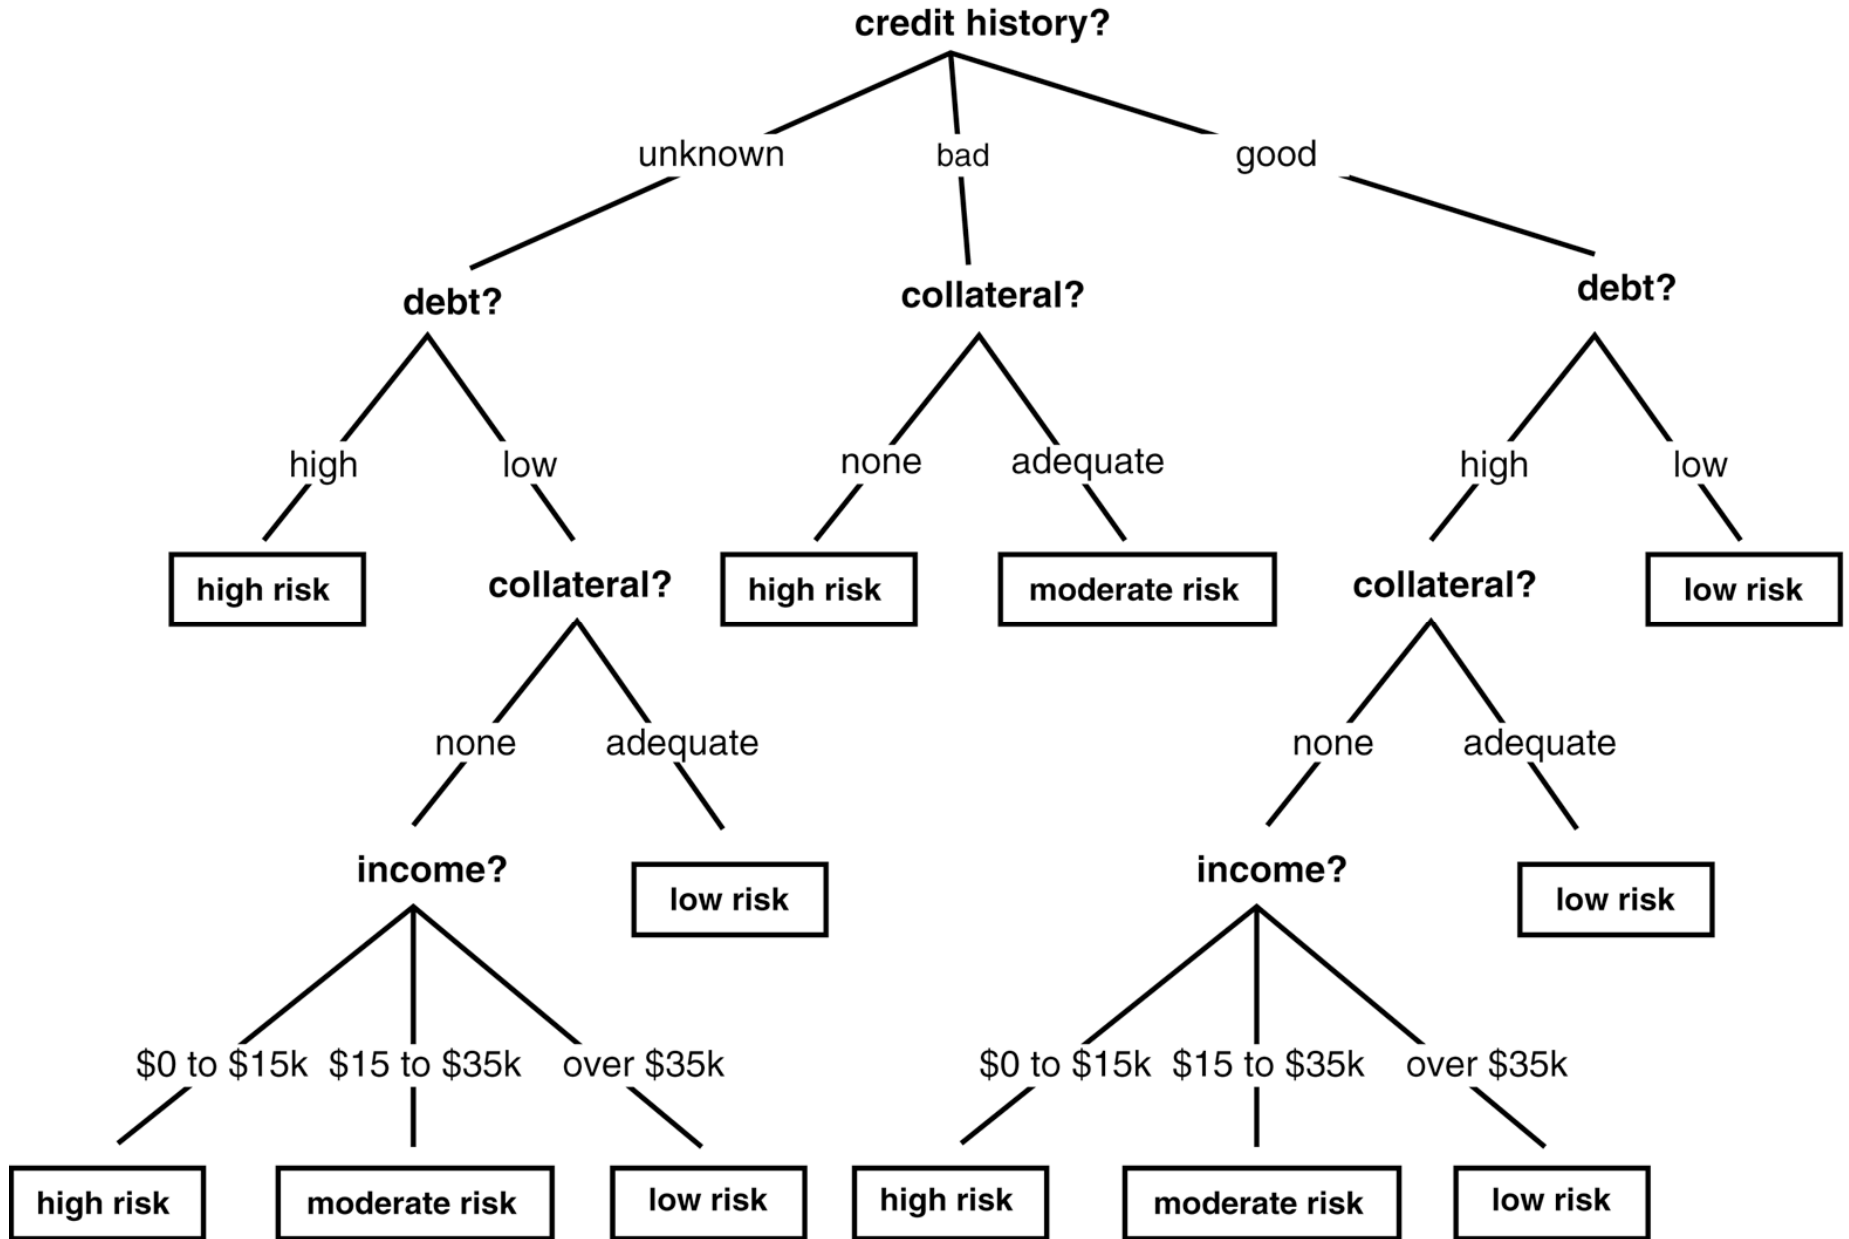 credit history?
unknown
bad
good
debt?
collateral?
debt?
high
low
none
adequate
high
low
high risk
collateral?
high risk
moderate risk
collateral?
low risk
none
adequate
none
adequate
income?
low risk
income?
low risk
$0 to $15k
$15 to $35k
over $35k
$0 to $15k
$15 to $35k
over $35k
high risk
moderate risk
low risk
high risk
moderate risk
low risk